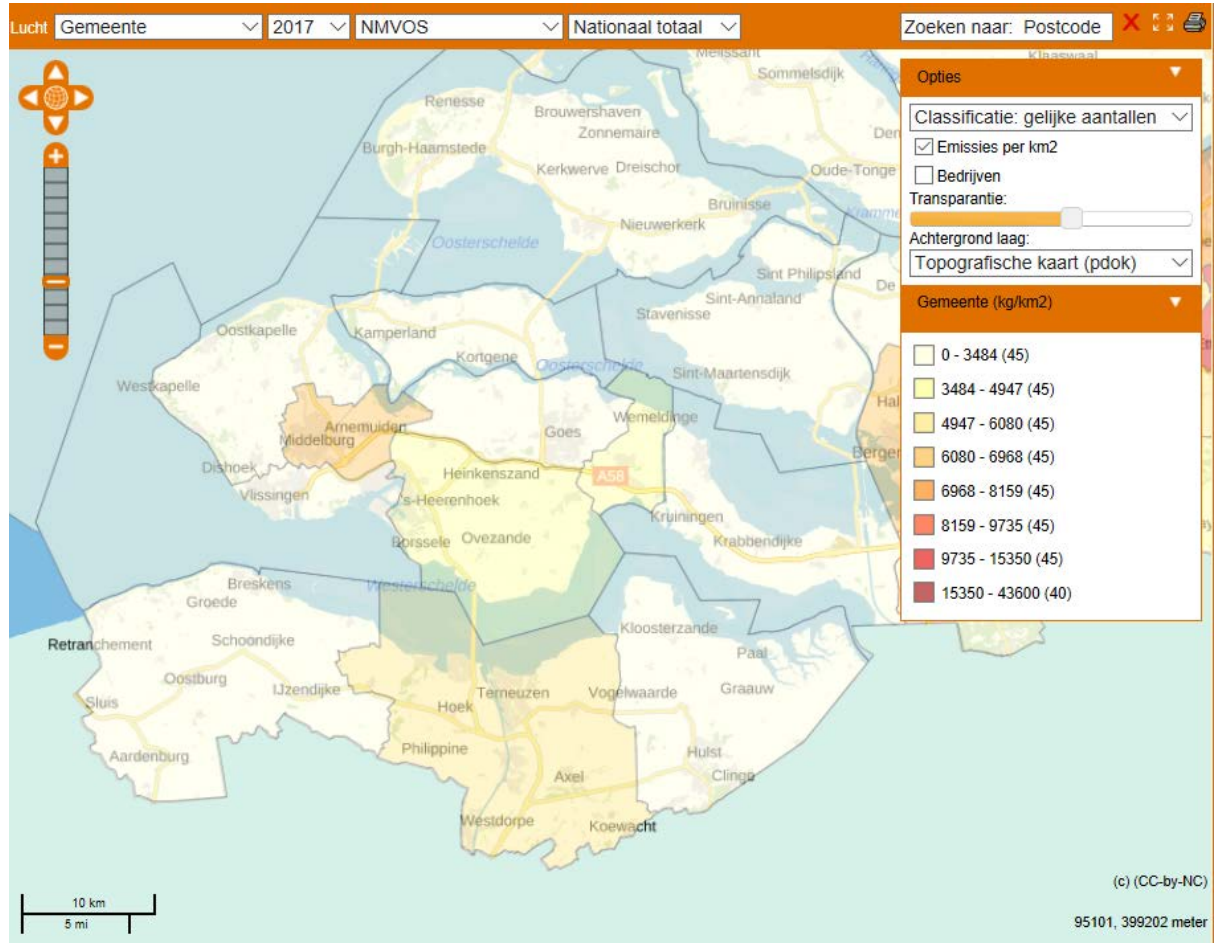 Lucht Gemeente 2017 NMVOS Nationaal totaal Zoeken naar: Postcode X
Melissant
Klaaswaal
Sommelsdijk
Opties
Renesse
Brouwershaven
Classificatie: gelijke aantallen
Zonnemaire
Burgh-Haamstede
Emissies per km2
Kerkwerve Dreischor
Oude-Tonge
Bedrijven
Transparantie:
Bruinisse
Nieuwerkerk
Oosterschelde
Achtergrond laag:
Topografische kaart (pdok)
Sint Philipsland
De
Sint-Annaland
Stavenisse
Gemeente (kg/km2)
Oostkapelle
Kamperland
Kortgene
0 - 3484 (45)
Oosterschelde
Sint-Maartensdijk
Westkapelle
3484 - 4947 (45)
Wemeldinge
4947 - 6080 (45)
Arnemuiden
Goes
Middelburg
6080 - 6968 (45)
Dishoek
Heinkenszand
A58
Vlissingen
's-Heerenhoek
6968 - 8159 (45)
Kruiningen
8159 - 9735 (45)
Borssele Ovezande
Krabbendijke
9735 - 15350 (45)
Breskens
Westerschelde
15350 - 43600 (40)
Groede
Kloosterzande
Retranchement
Schoondijke
Paal
Oostburg
IJzendijke
Terneuzen
Vogelwaarde
Graauw
Sluis
Hoek
Philippine
Hulst
Aardenburg
Axel
Clinge
Westdorpe
Koewacht
(c) (CC-by-NC)
10 km
5 mi
95101, 399202 meter